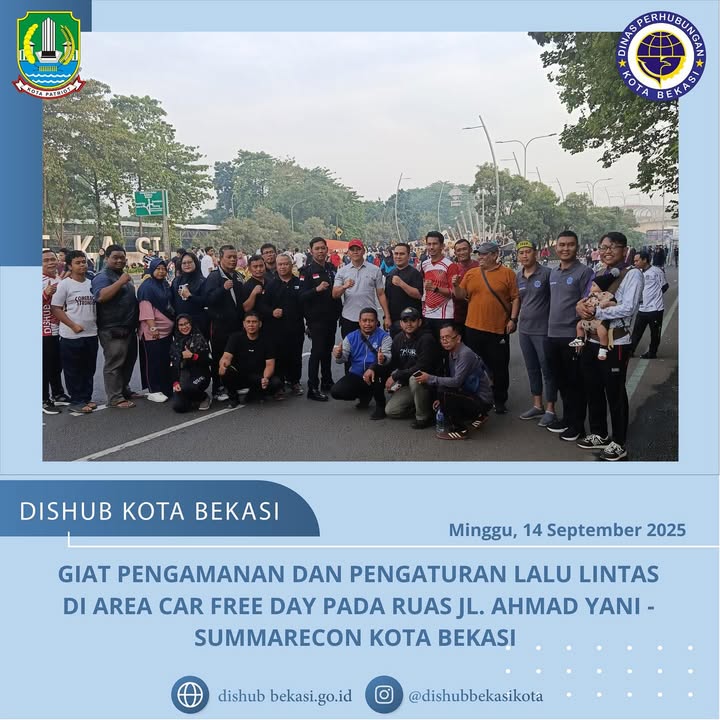 KOTA PATRIOT
DINAS PERHUBUNGAN
KOTA BEKASI
DISHUB KOTA BEKASI
Minggu, 14 September 2025
GIAT PENGAMANAN DAN PENGATURAN LALU LINTAS
DI AREA CAR FREE DAY PADA RUAS JL. AHMAD YANI -
SUMMARECON KOTA BEKASI
dishub bekasi.go.id
@dishubbekasikota